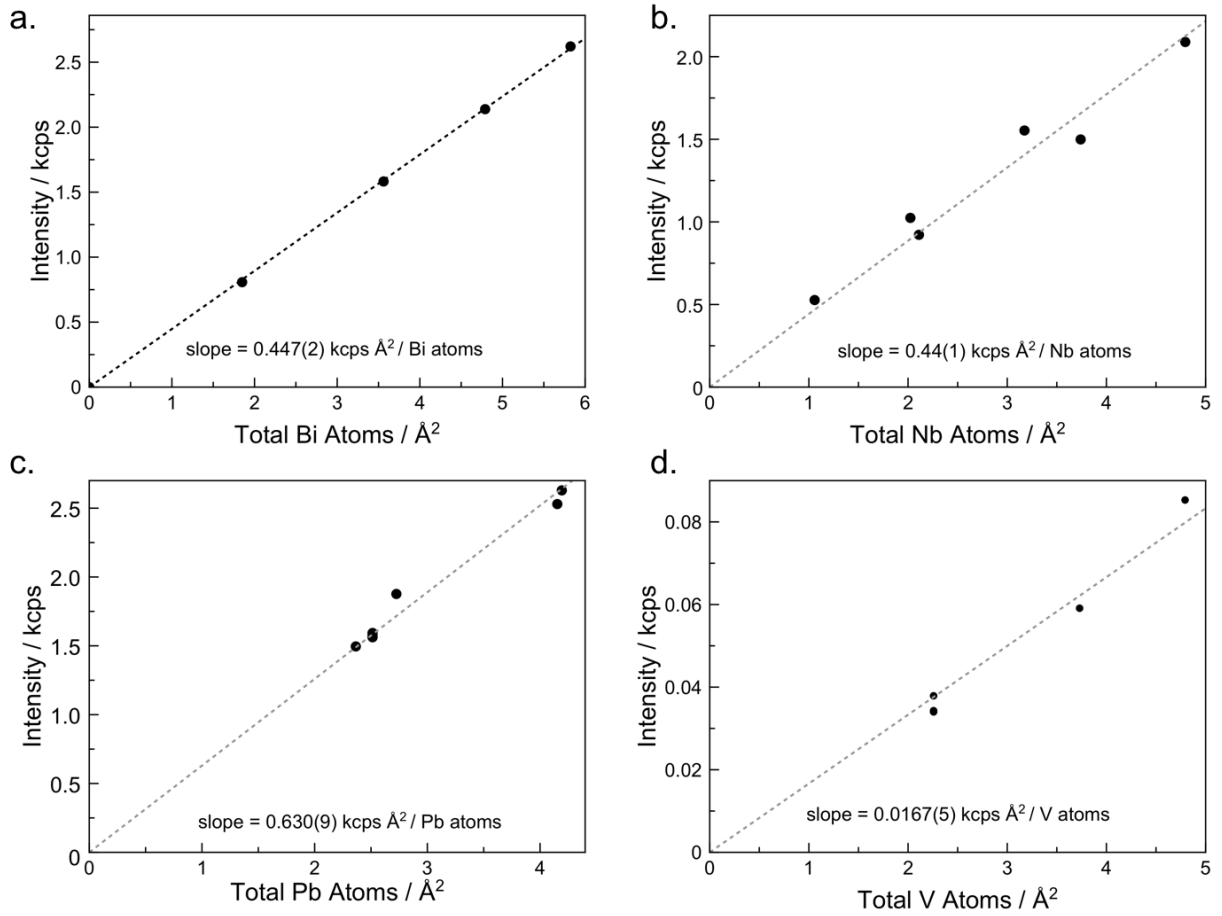 a.
Intensity / kcps
2.5
2.0
1.5
1.0
0.5
0
0 1 2 3 4 5 6
slope = 0.447(2) kcps Å² / Bi atoms
Total Bi Atoms / Å²
b.
Intensity / kcps
2.0
1.5
1.0
0.5
0
0 1 2 3 4 5
slope = 0.44(1) kcps Å² / Nb atoms
Total Nb Atoms / Å²
c.
Intensity / kcps
2.5
2.0
1.5
1.0
0.5
0
0 1 2 3 4
slope = 0.630(9) kcps Å² / Pb atoms
Total Pb Atoms / Å²
d.
Intensity / kcps
0.08
0.06
0.04
0.02
0
0 1 2 3 4 5
slope = 0.0167(5) kcps Å² / V atoms
Total V Atoms / Å²